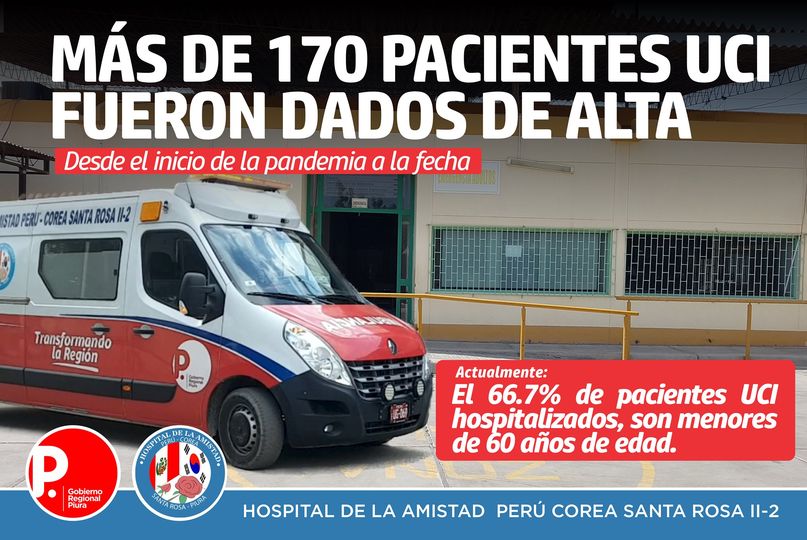 MÁS DE 170 PACIENTES UCI
FUERON DADOS DE ALTA
Desde el inicio de la pandemia a la fecha
EMERGENCIA ADULTOS
AMISTAD PERÚ - COREA SANTA ROSA II-2
AMBULANCIA
Transformando
la Región
P.
Gobierno
Regional
Piura
Actualmente:
El 66.7% de pacientes UCI
hospitalizados, son menores
de 60 años de edad.
P.
Gobierno
Regional
Piura
HOSPITAL DE LA AMISTAD
PERÚ - COREA
SANTA ROSA - PIURA
HOSPITAL DE LA AMISTAD PERÚ COREA SANTA ROSA II-2